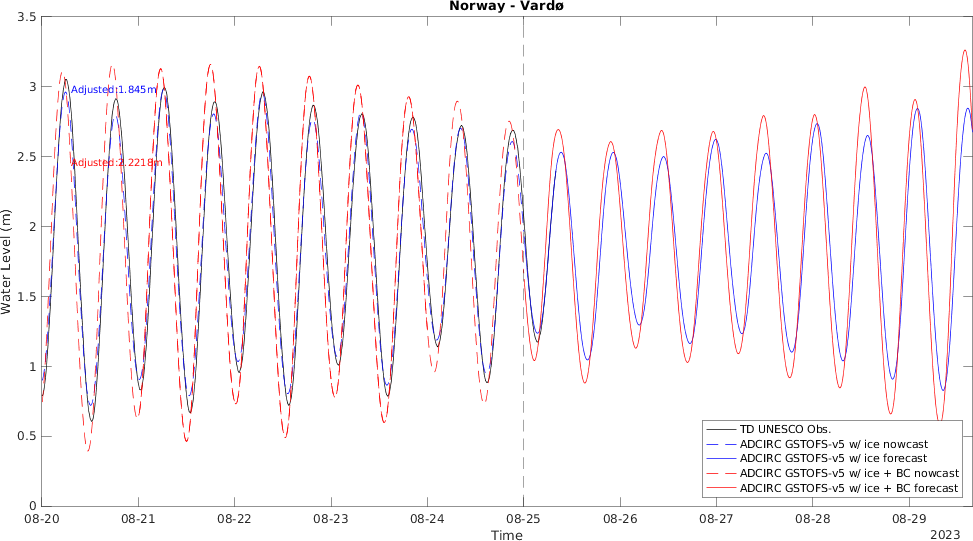 Norway - Vardø
3.5
3
2.5
2
1.5
1
0.5
0
Water Level (m)
Adjusted:1.845m
Adjusted:2.2218m
TD UNESCO Obs.
ADCIRC GSTOFS-v5 w/ ice nowcast
ADCIRC GSTOFS-v5 w/ ice forecast
ADCIRC GSTOFS-v5 w/ ice + BC nowcast
ADCIRC GSTOFS-v5 w/ ice + BC forecast
08-20 08-21 08-22 08-23 08-24 08-25 08-26 08-27 08-28 08-29
Time
2023